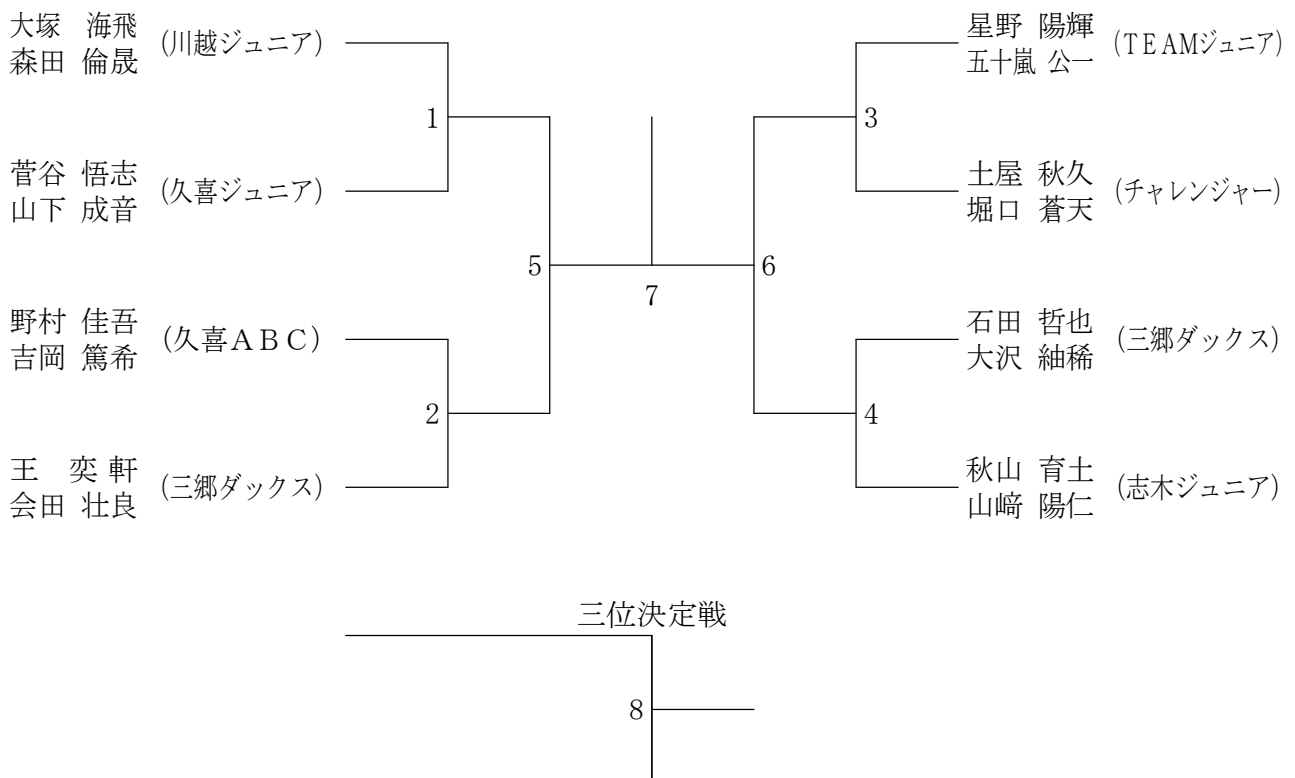 大塚 海飛
森田 倫晟
(川越ジュニア)
1
菅谷 悟志
山下 成音
(久喜ジュニア)
5
野村 佳吾
吉岡 篤希
(久喜ＡＢＣ)
2
王 奕軒
会田 壮良
(三郷ダックス)
7
星野 陽輝
五十嵐 公一
(TEAMジュニア)
3
土屋 秋久
堀口 蒼天
(チャレンジャー)
6
石田 哲也
大沢 紬稀
(三郷ダックス)
4
秋山 育土
山﨑 陽仁
(志木ジュニア)
三位決定戦
8